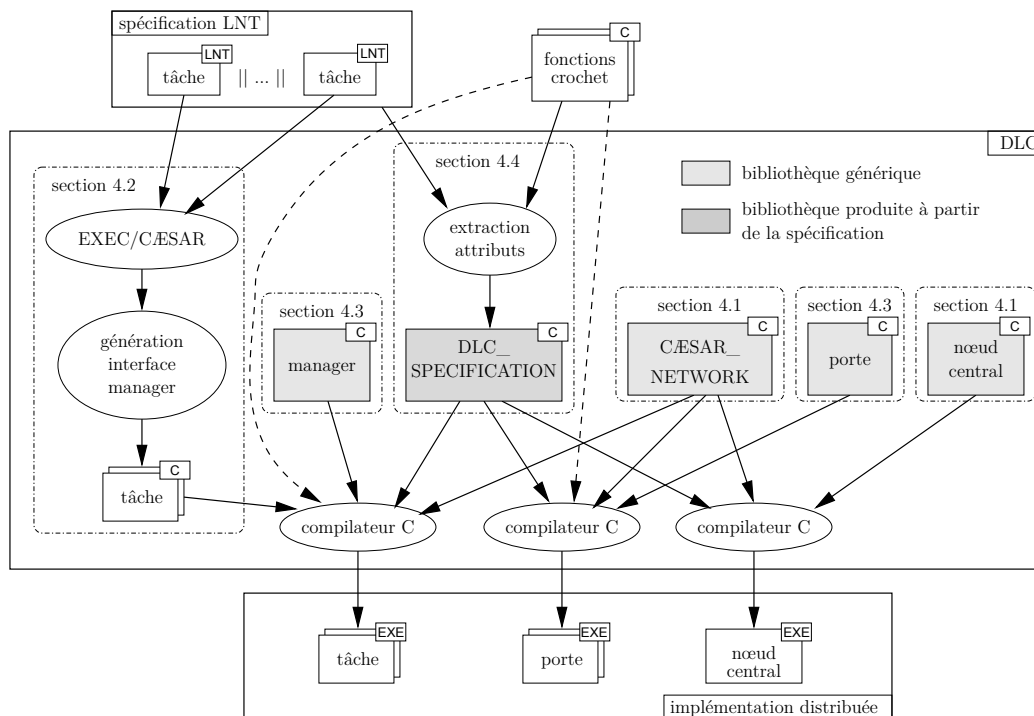 spécification LNT
LNT
LNT
tâche
|| ... ||
tâche
C
fonctions
crochet
DLC
section 4.2
section 4.4
bibliothèque générique
bibliothèque produite à partir
de la spécification
EXEC/CÆSAR
extraction
attributs
section 4.3
section 4.1
section 4.3
section 4.1
génération
interface
manager
C
manager
C
DLC_
SPECIFICATION
C
CÆSAR_
NETWORK
C
porte
C
nœud
central
C
tâche
compilateur C
compilateur C
compilateur C
EXE
tâche
EXE
porte
EXE
nœud
central
implémentation distribuée